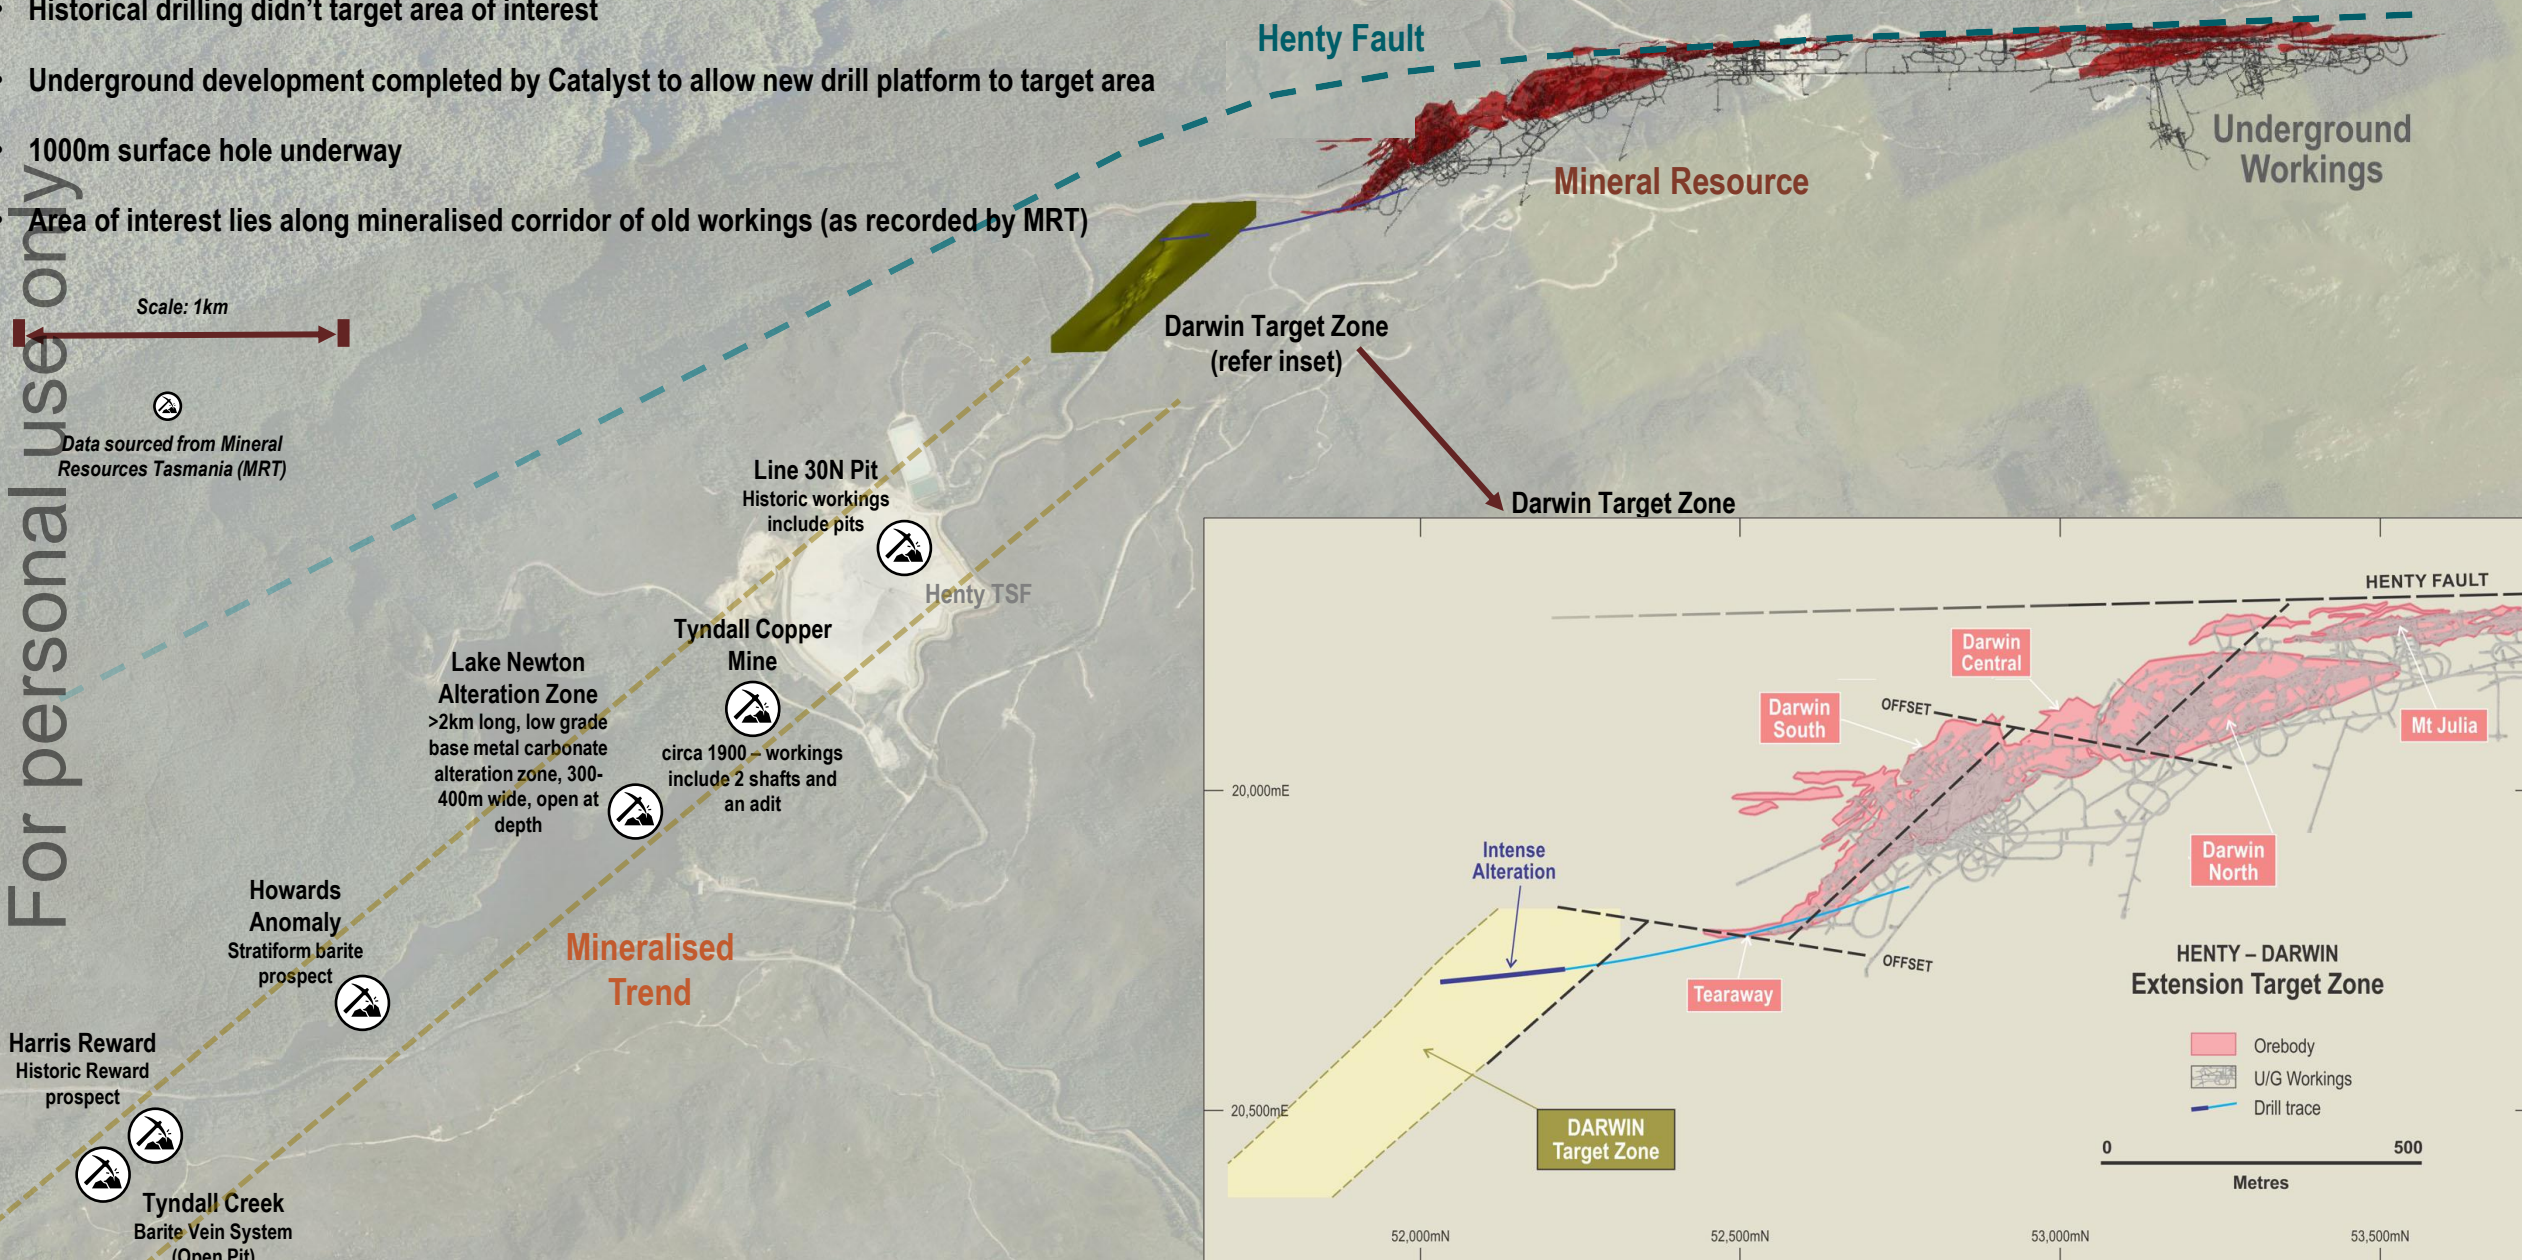 • Historical drilling didn't target area of interest
• Underground development completed by Catalyst to allow new drill platform to target area
• 1000m surface hole underway
• Area of interest lies along mineralised corridor of old workings (as recorded by MRT)
For personal use only
Scale: 1km
Data sourced from Mineral
Resources Tasmania (MRT)
Henty Fault
Mineral Resource
Underground
Workings
Darwin Target Zone
(refer inset)
Line 30N Pit
Historic workings
include pits
Henty TSF
Tyndall Copper
Mine
circa 1900 – workings
include 2 shafts and
an adit
Lake Newton
Alteration Zone
>2km long, low grade
base metal carbonate
alteration zone, 300-
400m wide, open at
depth
Howards
Anomaly
Stratiform barite
prospect
Mineralised
Trend
Harris Reward
Historic Reward
prospect
Tyndall Creek
Barite Vein System
(Open Pit)
Darwin Target Zone
HENTY FAULT
Darwin
Central
Darwin
South
OFFSET
Mt Julia
20,000mE
Darwin
North
Intense
Alteration
OFFSET
Tearaway
HENTY – DARWIN
Extension Target Zone
Orebody
U/G Workings
Drill trace
20,500mE
DARWIN
Target Zone
0 500
Metres
52,000mN 52,500mN 53,000mN 53,500mN